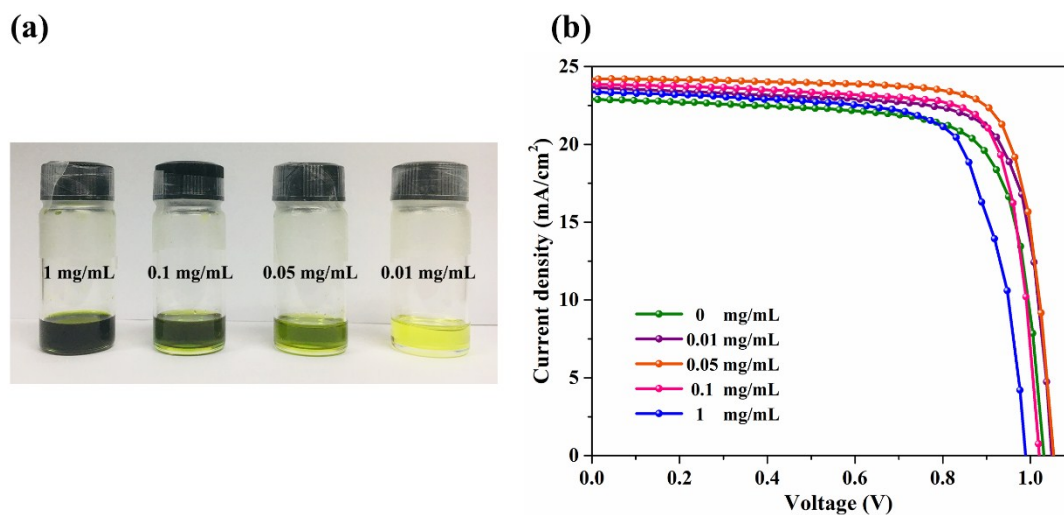 (a)
1 mg/mL 0.1 mg/mL 0.05 mg/mL 0.01 mg/mL
(b)
Current density (mA/cm²)
25
20
15
10
5
0
0 mg/mL
0.01 mg/mL
0.05 mg/mL
0.1 mg/mL
1 mg/mL
0.0 0.2 0.4 0.6 0.8 1.0
Voltage (V)